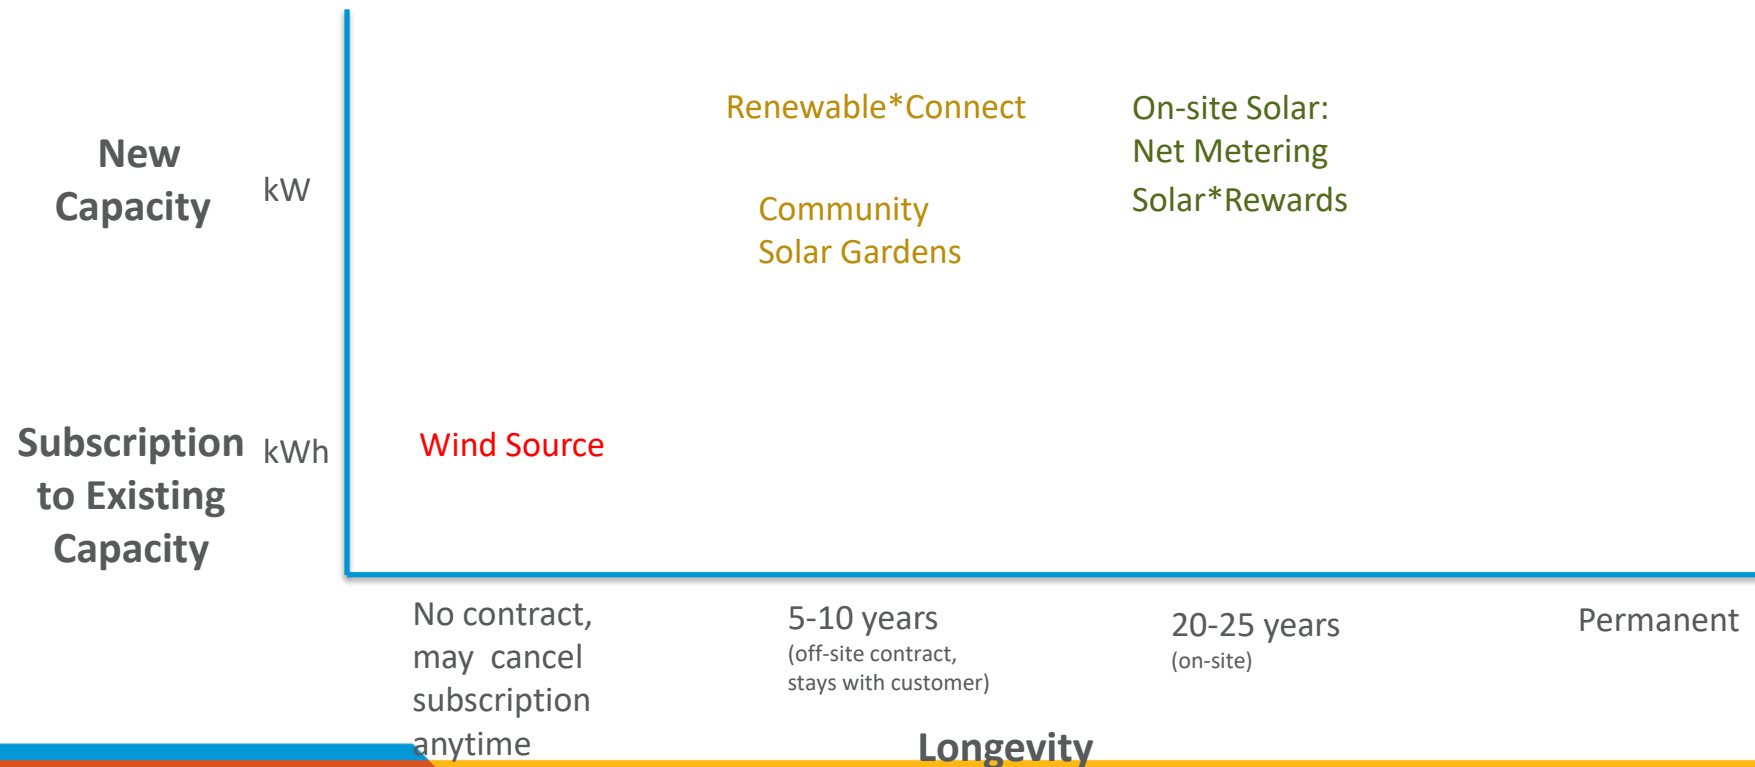 New
Capacity
kW
Renewable*Connect
Community
Solar Gardens
On-site Solar:
Net Metering
Solar*Rewards
Subscription
to Existing
Capacity
kWh
Wind Source
No contract,
may cancel
subscription
anytime
5-10 years
(off-site contract,
stays with customer)
20-25 years
(on-site)
Permanent
Longevity